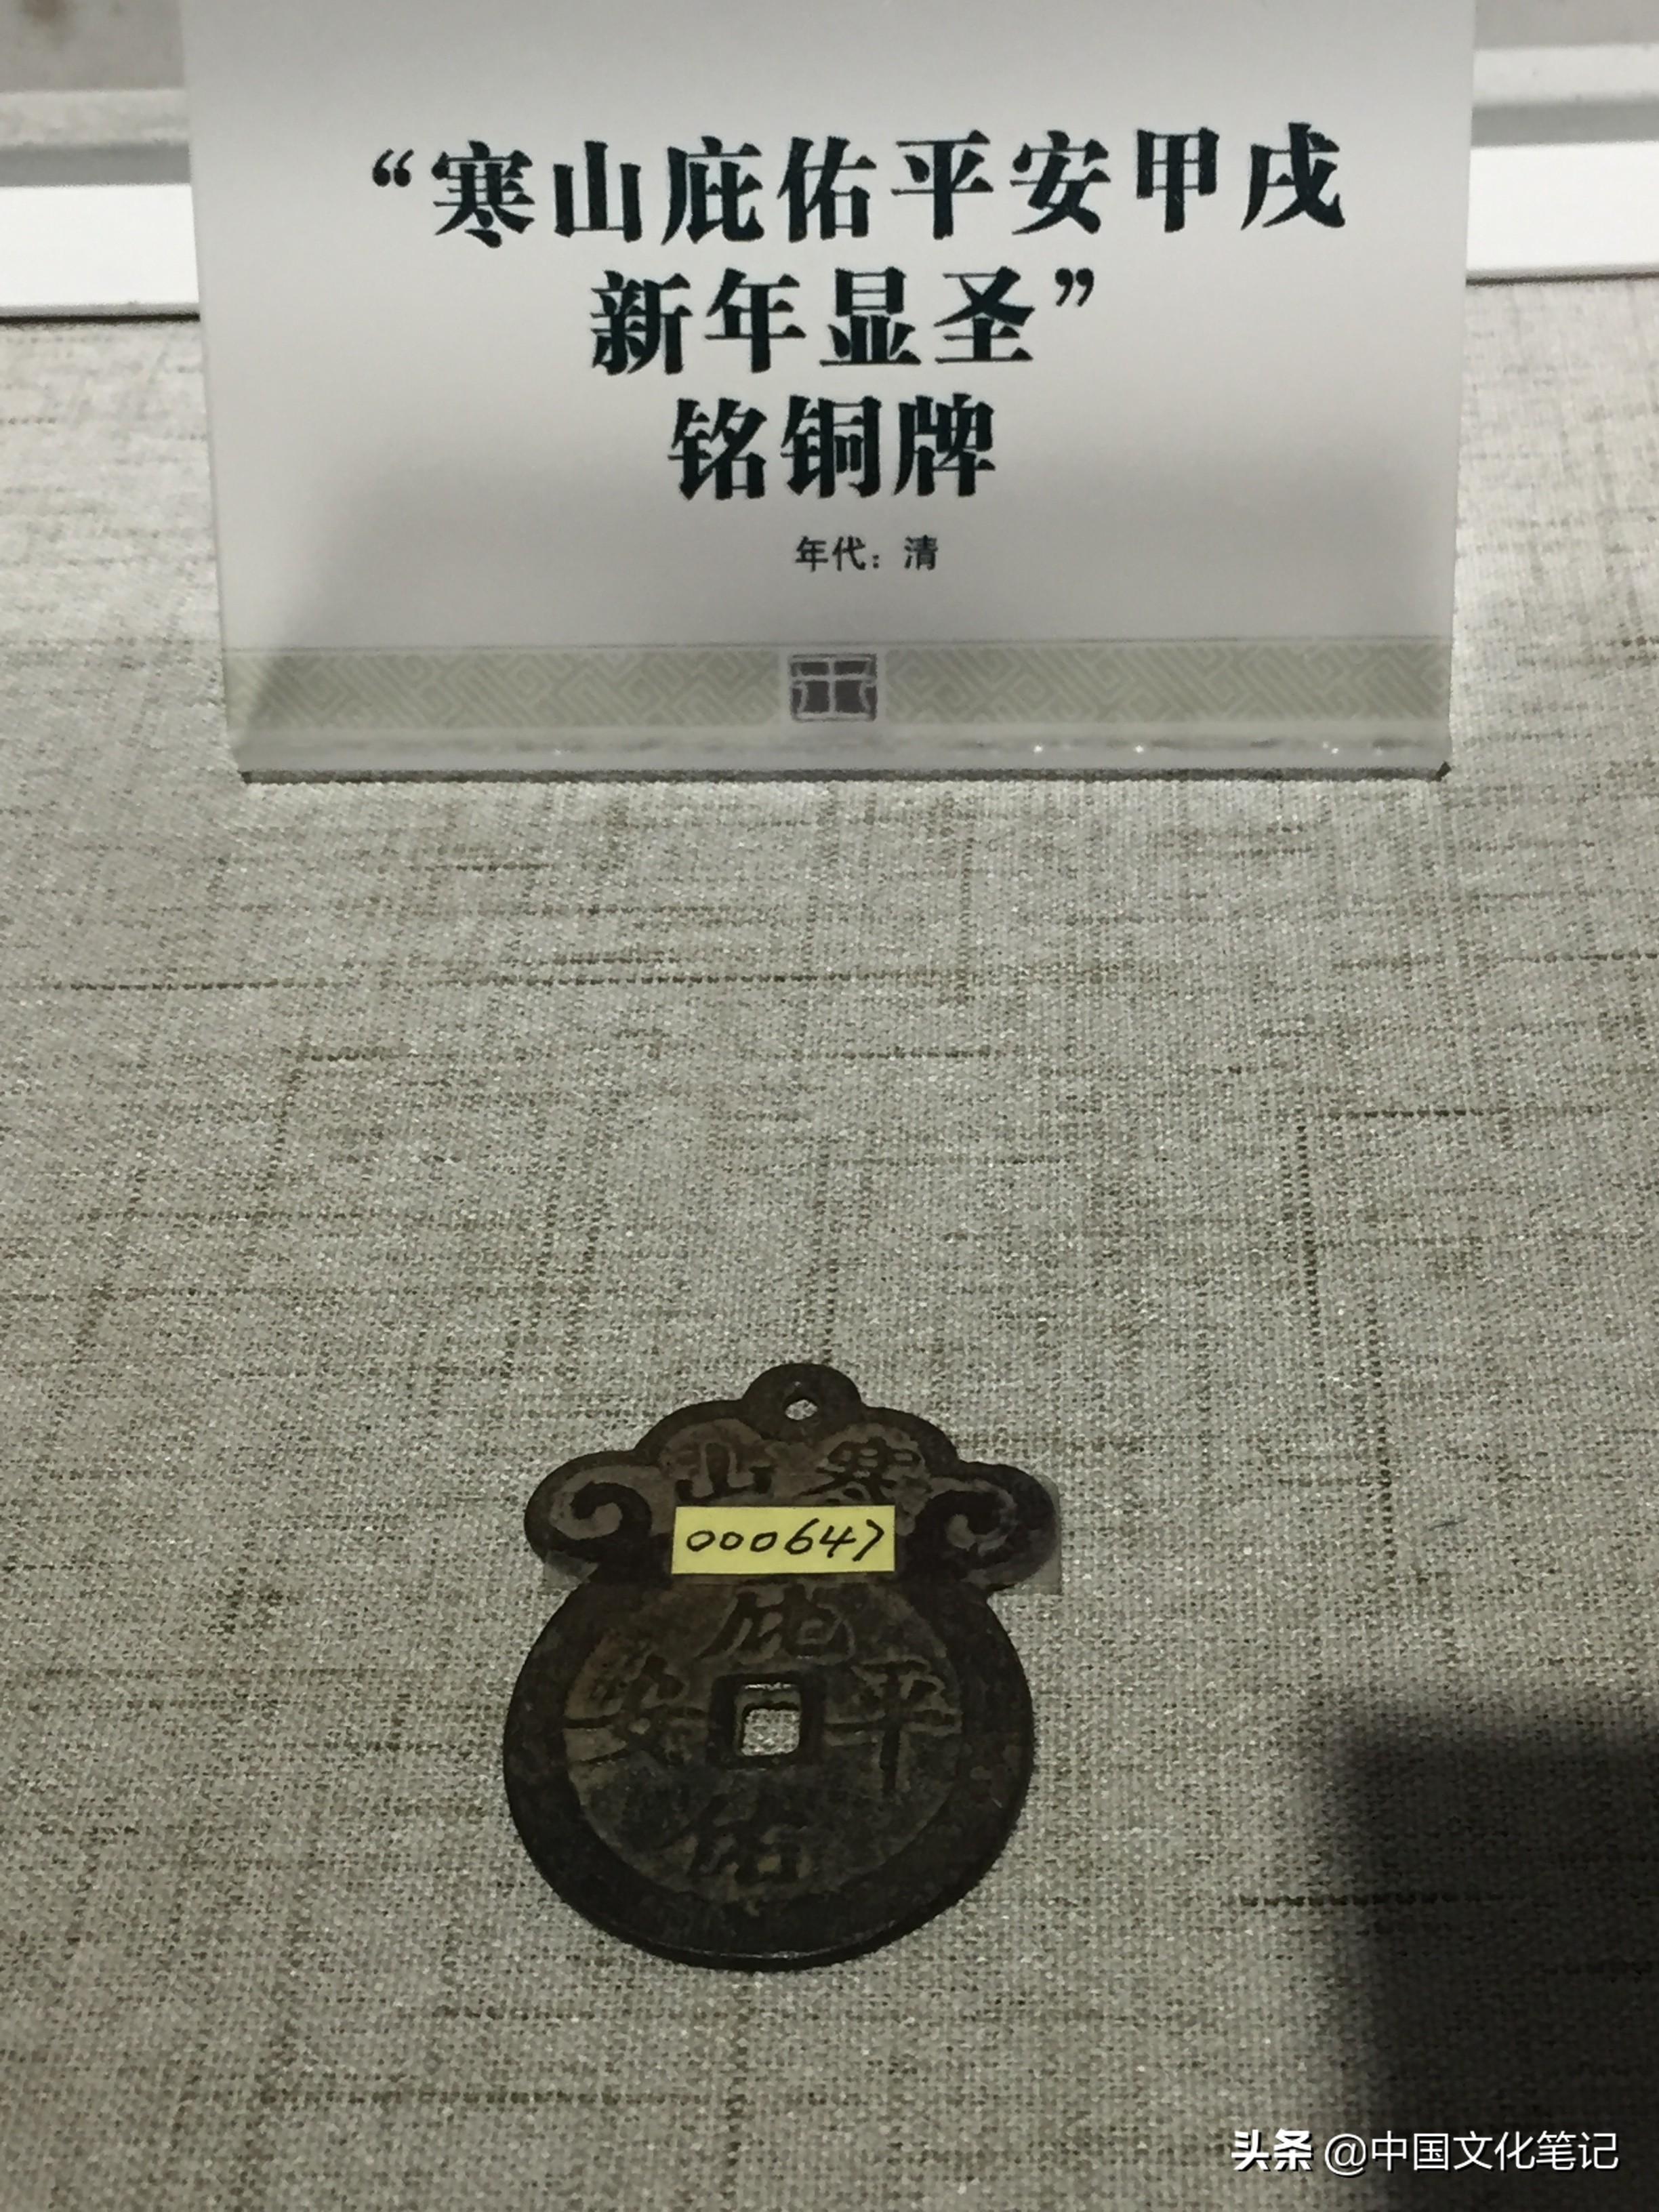 “寒山庇佑平安甲戌
新年显圣”
铭铜牌
年代：清
山寒
000647
庇
安 平
佑
头条 @中国文化笔记